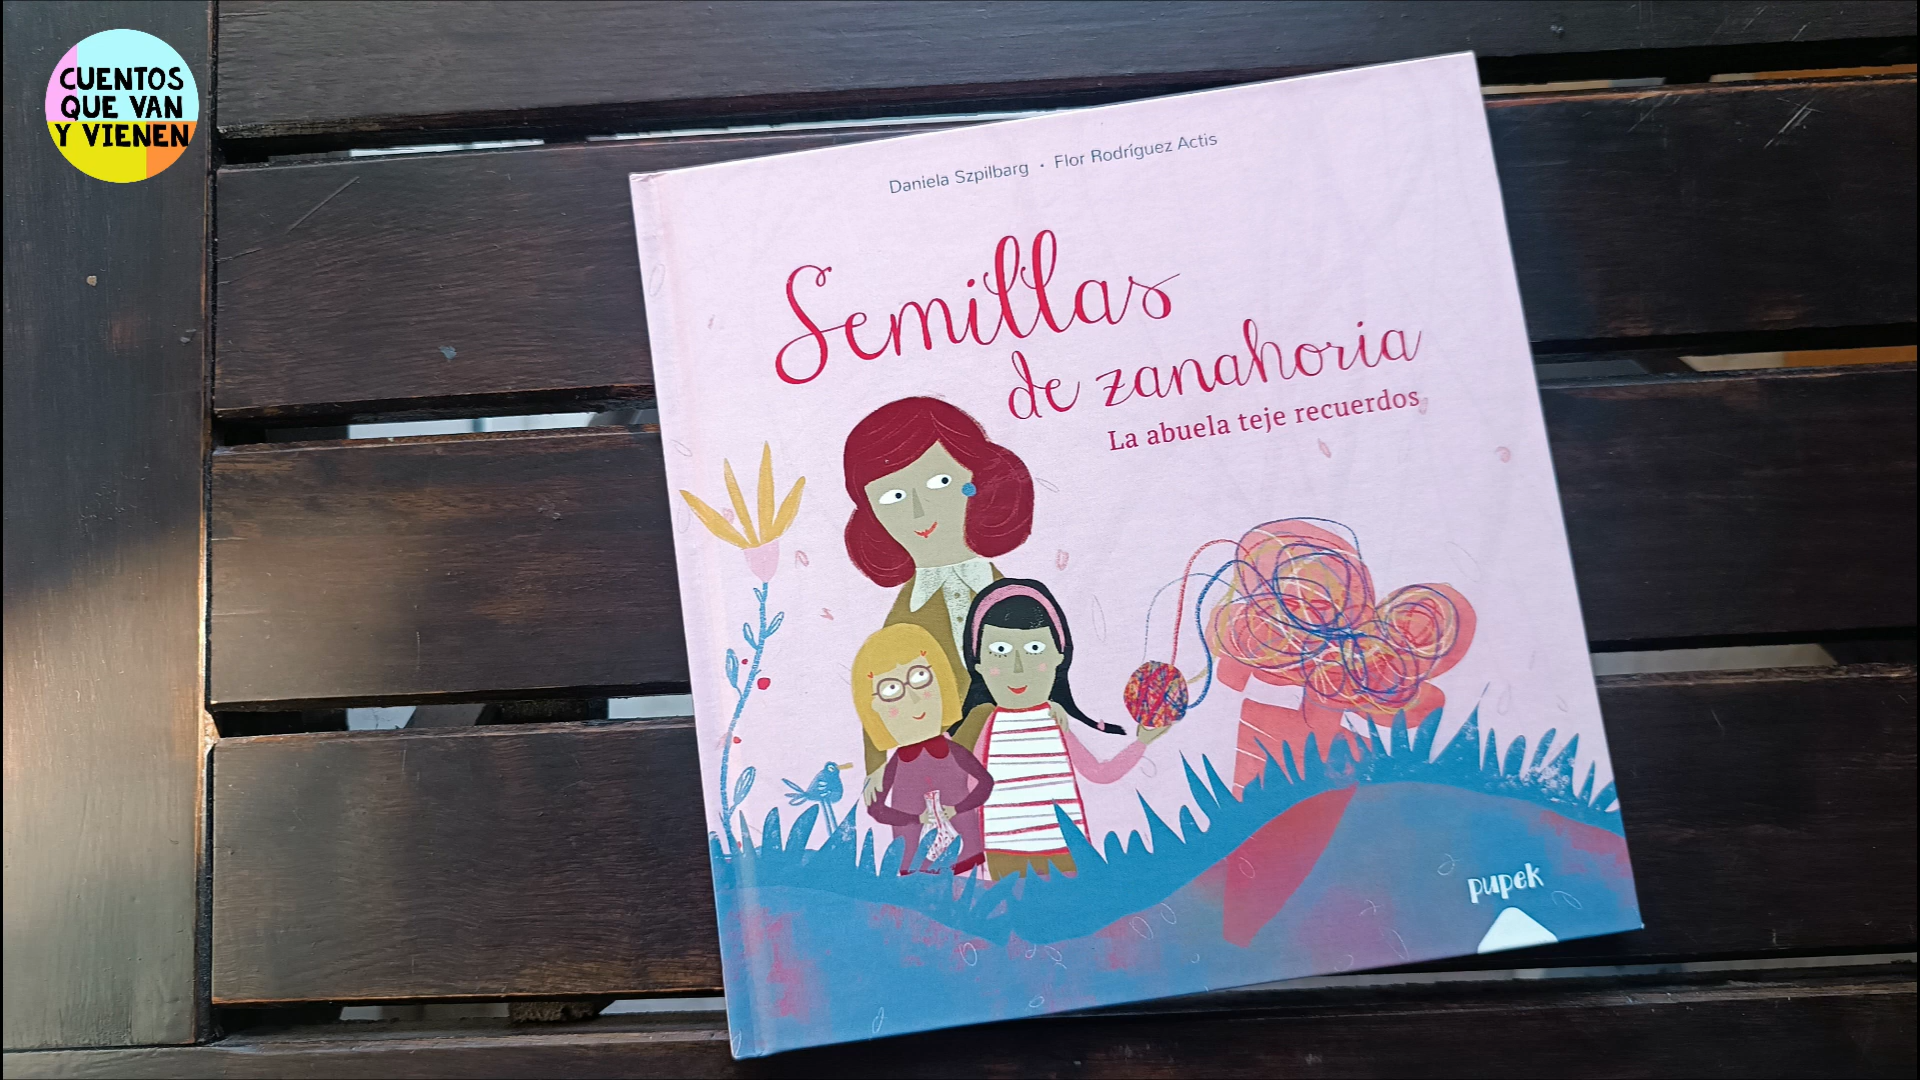 CUENTOS
QUE VAN
Y VIENEN
Daniela Szpilbarg · Flor Rodríguez Actis
Semillas
de zanahoria
La abuela teje recuerdos
pupek